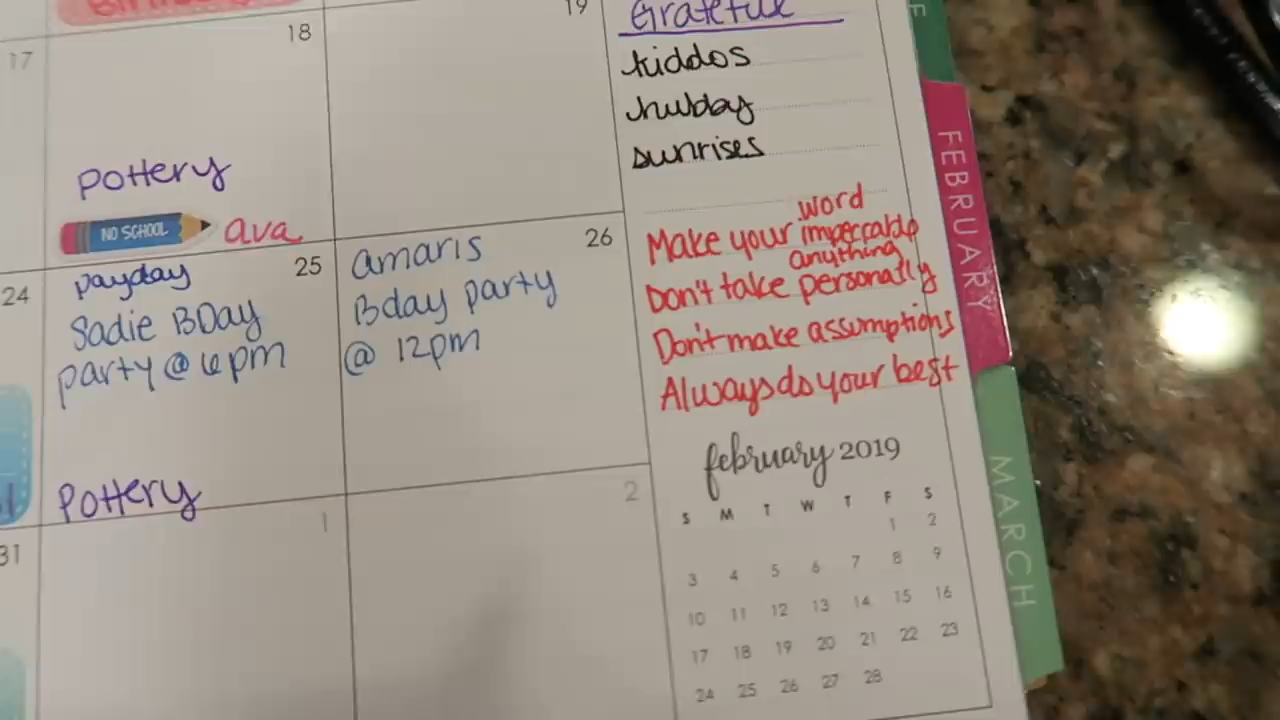 17
18
Pottery
NO SCHOOL
ava
19
24
25
payday
Sadie BDay
party @ 6pm
Pottery
26
amaris
Bday party
@ 12pm
31
1
2
Grateful
kiddos
hubby
sunrises
word
Make your impeccable
anything
Don't take personally
Don't make assumptions
Always do your best
february 2019
S M T W T F S
1 2
3 4 5 6 7 8 9
10 11 12 13 14 15 16
17 18 19 20 21 22 23
24 25 26 27 28
FEBRUARY
MARCH